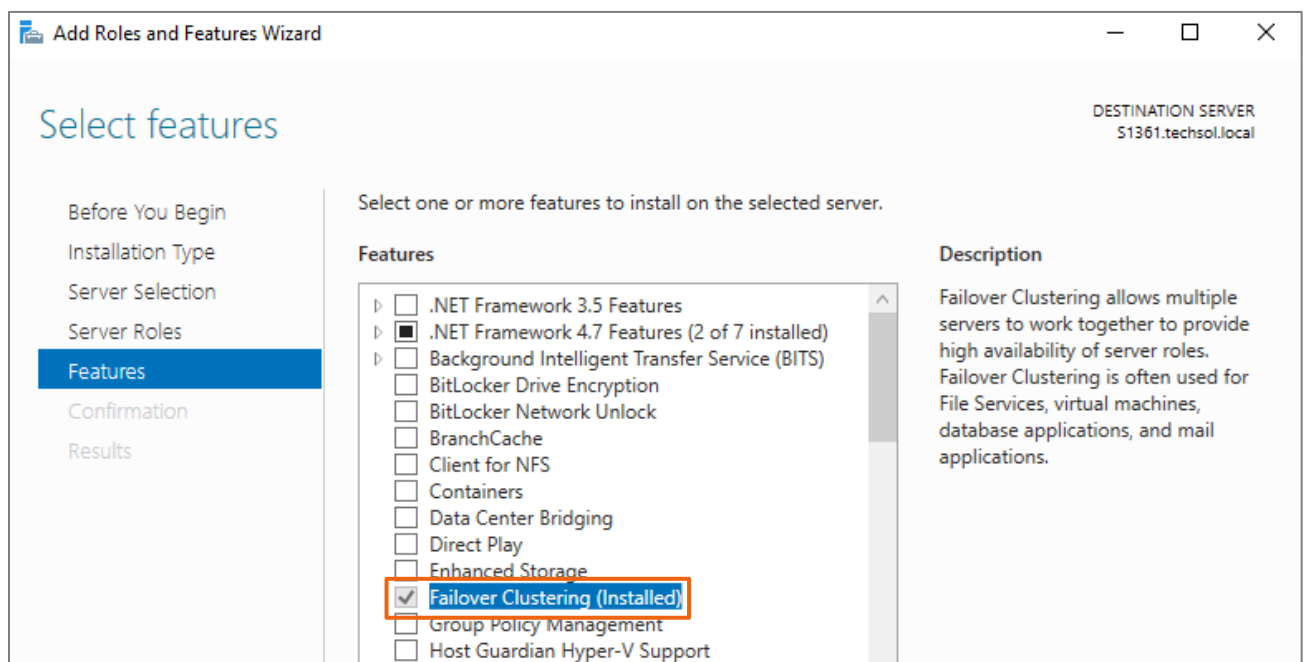 Add Roles and Features Wizard
Select features
DESTINATION SERVER
S1361.techsol.local
Before You Begin
Installation Type
Server Selection
Server Roles
Features
Confirmation
Results
Select one or more features to install on the selected server.
Features
.NET Framework 3.5 Features
.NET Framework 4.7 Features (2 of 7 installed)
Background Intelligent Transfer Service (BITS)
BitLocker Drive Encryption
BitLocker Network Unlock
BranchCache
Client for NFS
Containers
Data Center Bridging
Direct Play
Enhanced Storage
Failover Clustering (Installed)
Group Policy Management
Host Guardian Hyper-V Support
Description
Failover Clustering allows multiple
servers to work together to provide
high availability of server roles.
Failover Clustering is often used for
File Services, virtual machines,
database applications, and mail
applications.